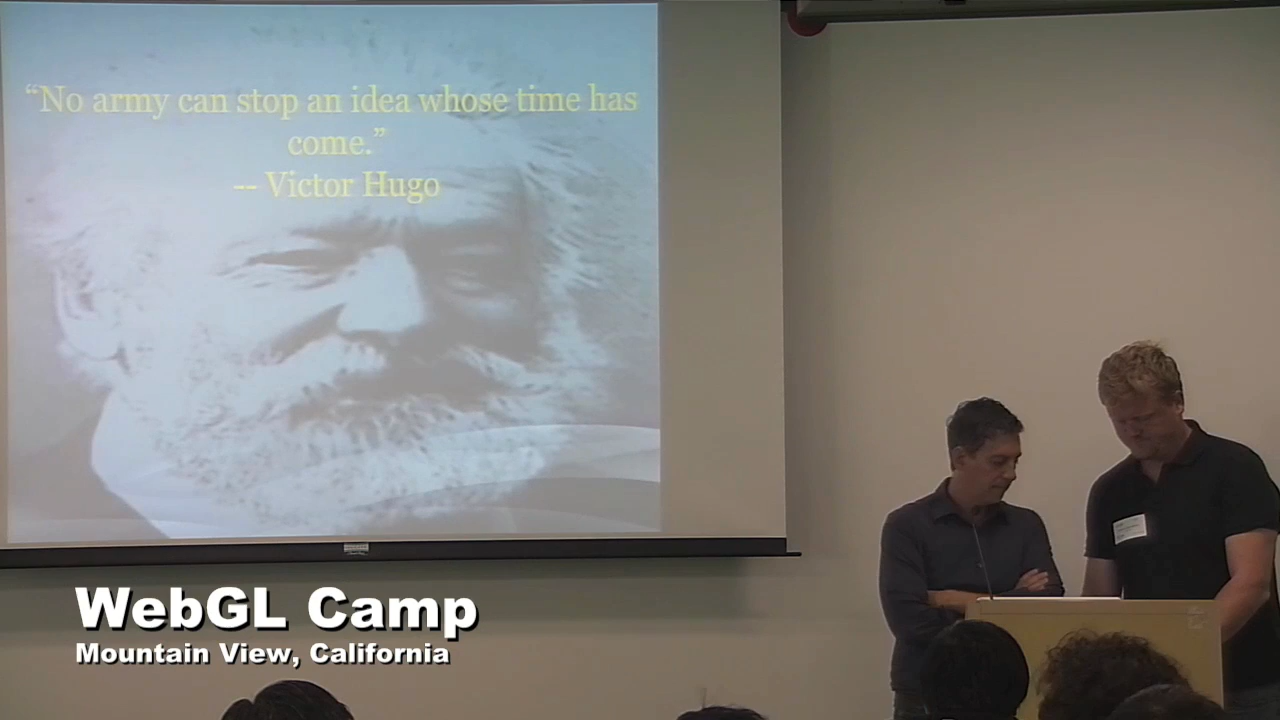 “No army can stop an idea whose time has
come.”
-- Victor Hugo
WebGL Camp
Mountain View, California